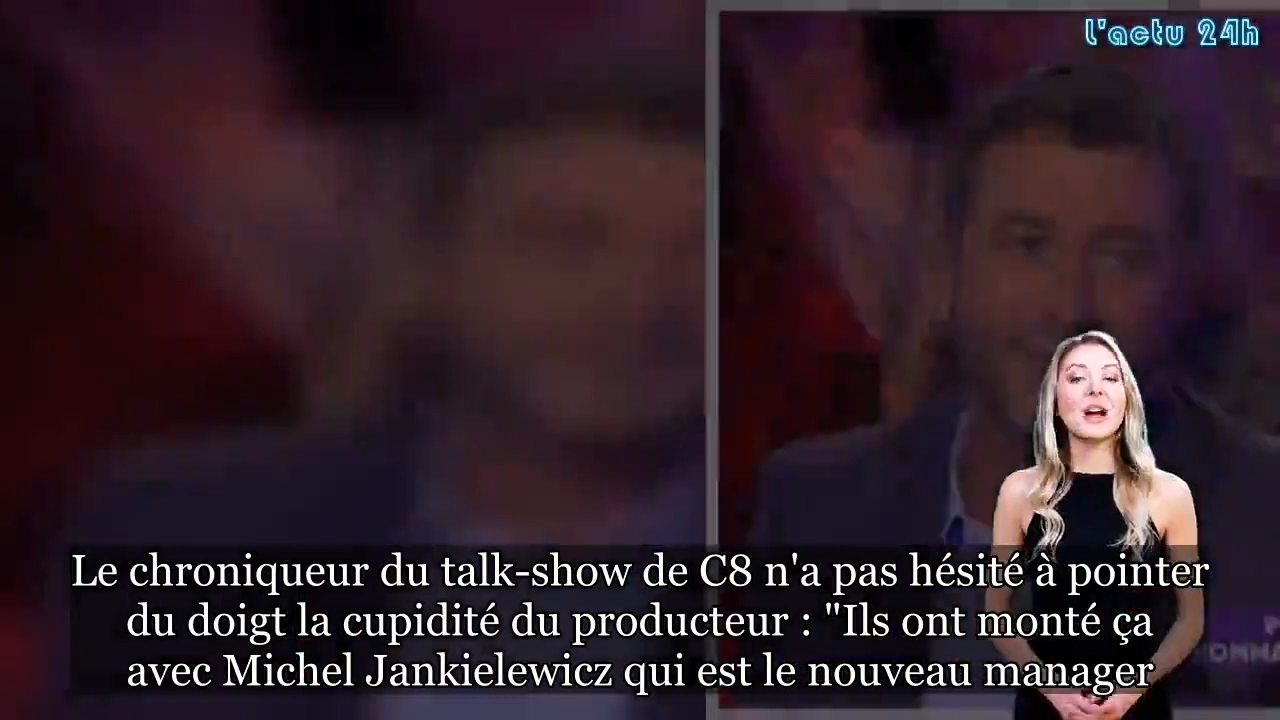 l'actu 24h
Le chroniqueur du talk-show de C8 n'a pas hésité à pointer
du doigt la cupidité du producteur : "Ils ont monté ça
avec Michel Jankielewicz qui est le nouveau manager